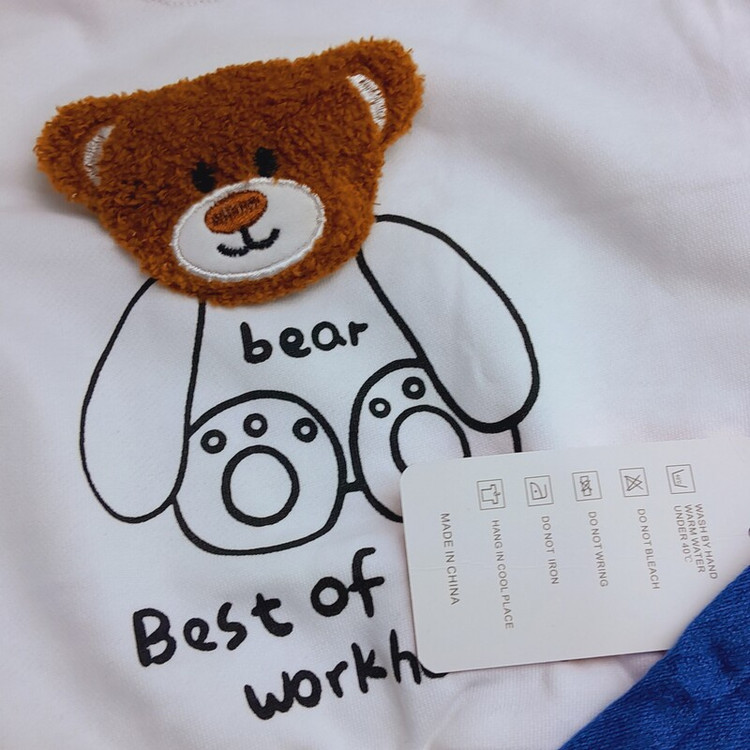 bear
Best of
WASH BY HAND
WARM WATER
UNDER 40℃
DO NOT BLEACH
DO NOT WRING
DO NOT IRON
HANG IN COOL PLACE
MADE IN CHINA